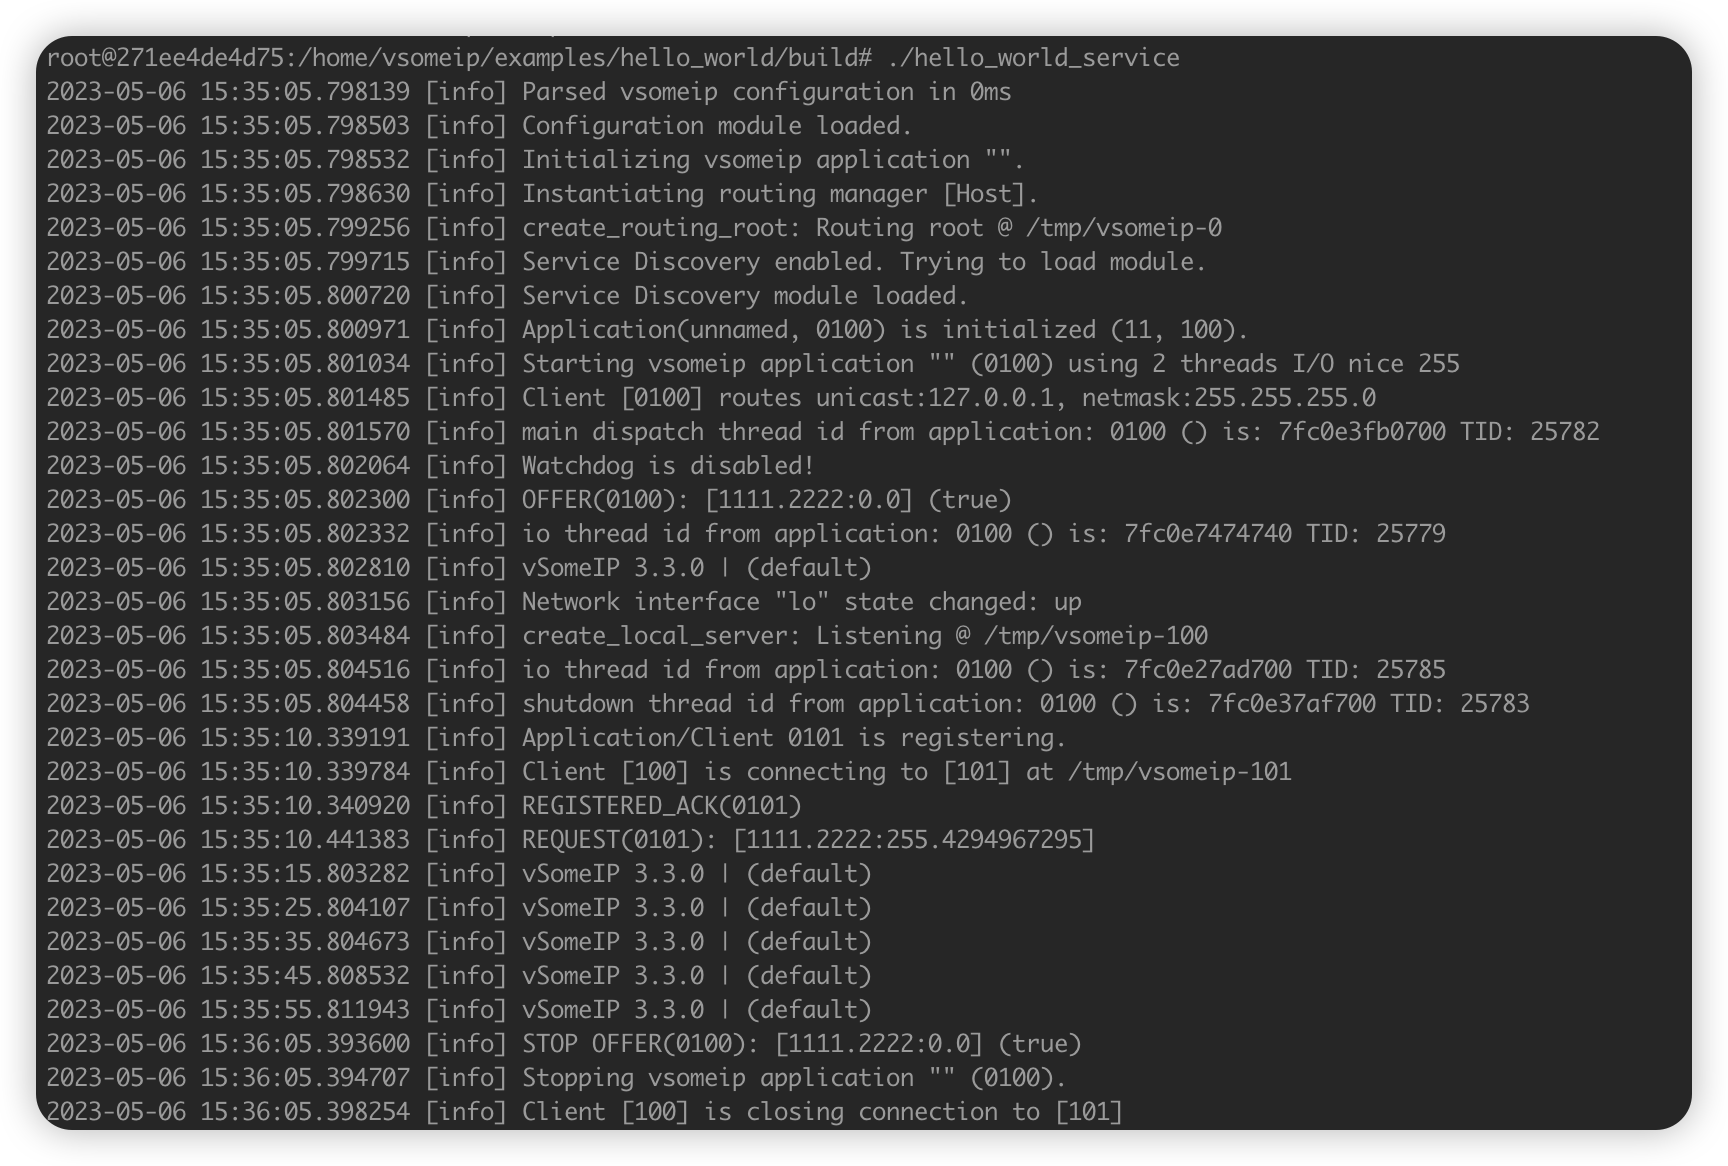 root@271ee4de4d75:/home/vsomeip/examples/hello_world/build# ./hello_world_service
2023-05-06 15:35:05.798139 [info] Parsed vsomeip configuration in 0ms
2023-05-06 15:35:05.798503 [info] Configuration module loaded.
2023-05-06 15:35:05.798532 [info] Initializing vsomeip application "".
2023-05-06 15:35:05.798630 [info] Instantiating routing manager [Host].
2023-05-06 15:35:05.799256 [info] create_routing_root: Routing root @ /tmp/vsomeip-0
2023-05-06 15:35:05.799715 [info] Service Discovery enabled. Trying to load module.
2023-05-06 15:35:05.800720 [info] Service Discovery module loaded.
2023-05-06 15:35:05.800971 [info] Application(unnamed, 0100) is initialized (11, 100).
2023-05-06 15:35:05.801034 [info] Starting vsomeip application "" (0100) using 2 threads I/O nice 255
2023-05-06 15:35:05.801485 [info] Client [0100] routes unicast:127.0.0.1, netmask:255.255.255.0
2023-05-06 15:35:05.801570 [info] main dispatch thread id from application: 0100 () is: 7fc0e3fb0700 TID: 25782
2023-05-06 15:35:05.802064 [info] Watchdog is disabled!
2023-05-06 15:35:05.802300 [info] OFFER(0100): [1111.2222:0.0] (true)
2023-05-06 15:35:05.802332 [info] io thread id from application: 0100 () is: 7fc0e7474740 TID: 25779
2023-05-06 15:35:05.802810 [info] vSomeIP 3.3.0 | (default)
2023-05-06 15:35:05.803156 [info] Network interface "lo" state changed: up
2023-05-06 15:35:05.803484 [info] create_local_server: Listening @ /tmp/vsomeip-100
2023-05-06 15:35:05.804516 [info] io thread id from application: 0100 () is: 7fc0e27ad700 TID: 25785
2023-05-06 15:35:05.804458 [info] shutdown thread id from application: 0100 () is: 7fc0e37af700 TID: 25783
2023-05-06 15:35:10.339191 [info] Application/Client 0101 is registering.
2023-05-06 15:35:10.339784 [info] Client [100] is connecting to [101] at /tmp/vsomeip-101
2023-05-06 15:35:10.340920 [info] REGISTERED_ACK(0101)
2023-05-06 15:35:10.441383 [info] REQUEST(0101): [1111.2222:255.4294967295]
2023-05-06 15:35:15.803282 [info] vSomeIP 3.3.0 | (default)
2023-05-06 15:35:25.804107 [info] vSomeIP 3.3.0 | (default)
2023-05-06 15:35:35.804673 [info] vSomeIP 3.3.0 | (default)
2023-05-06 15:35:45.808532 [info] vSomeIP 3.3.0 | (default)
2023-05-06 15:35:55.811943 [info] vSomeIP 3.3.0 | (default)
2023-05-06 15:36:05.393600 [info] STOP OFFER(0100): [1111.2222:0.0] (true)
2023-05-06 15:36:05.394707 [info] Stopping vsomeip application "" (0100).
2023-05-06 15:36:05.398254 [info] Client [100] is closing connection to [101]